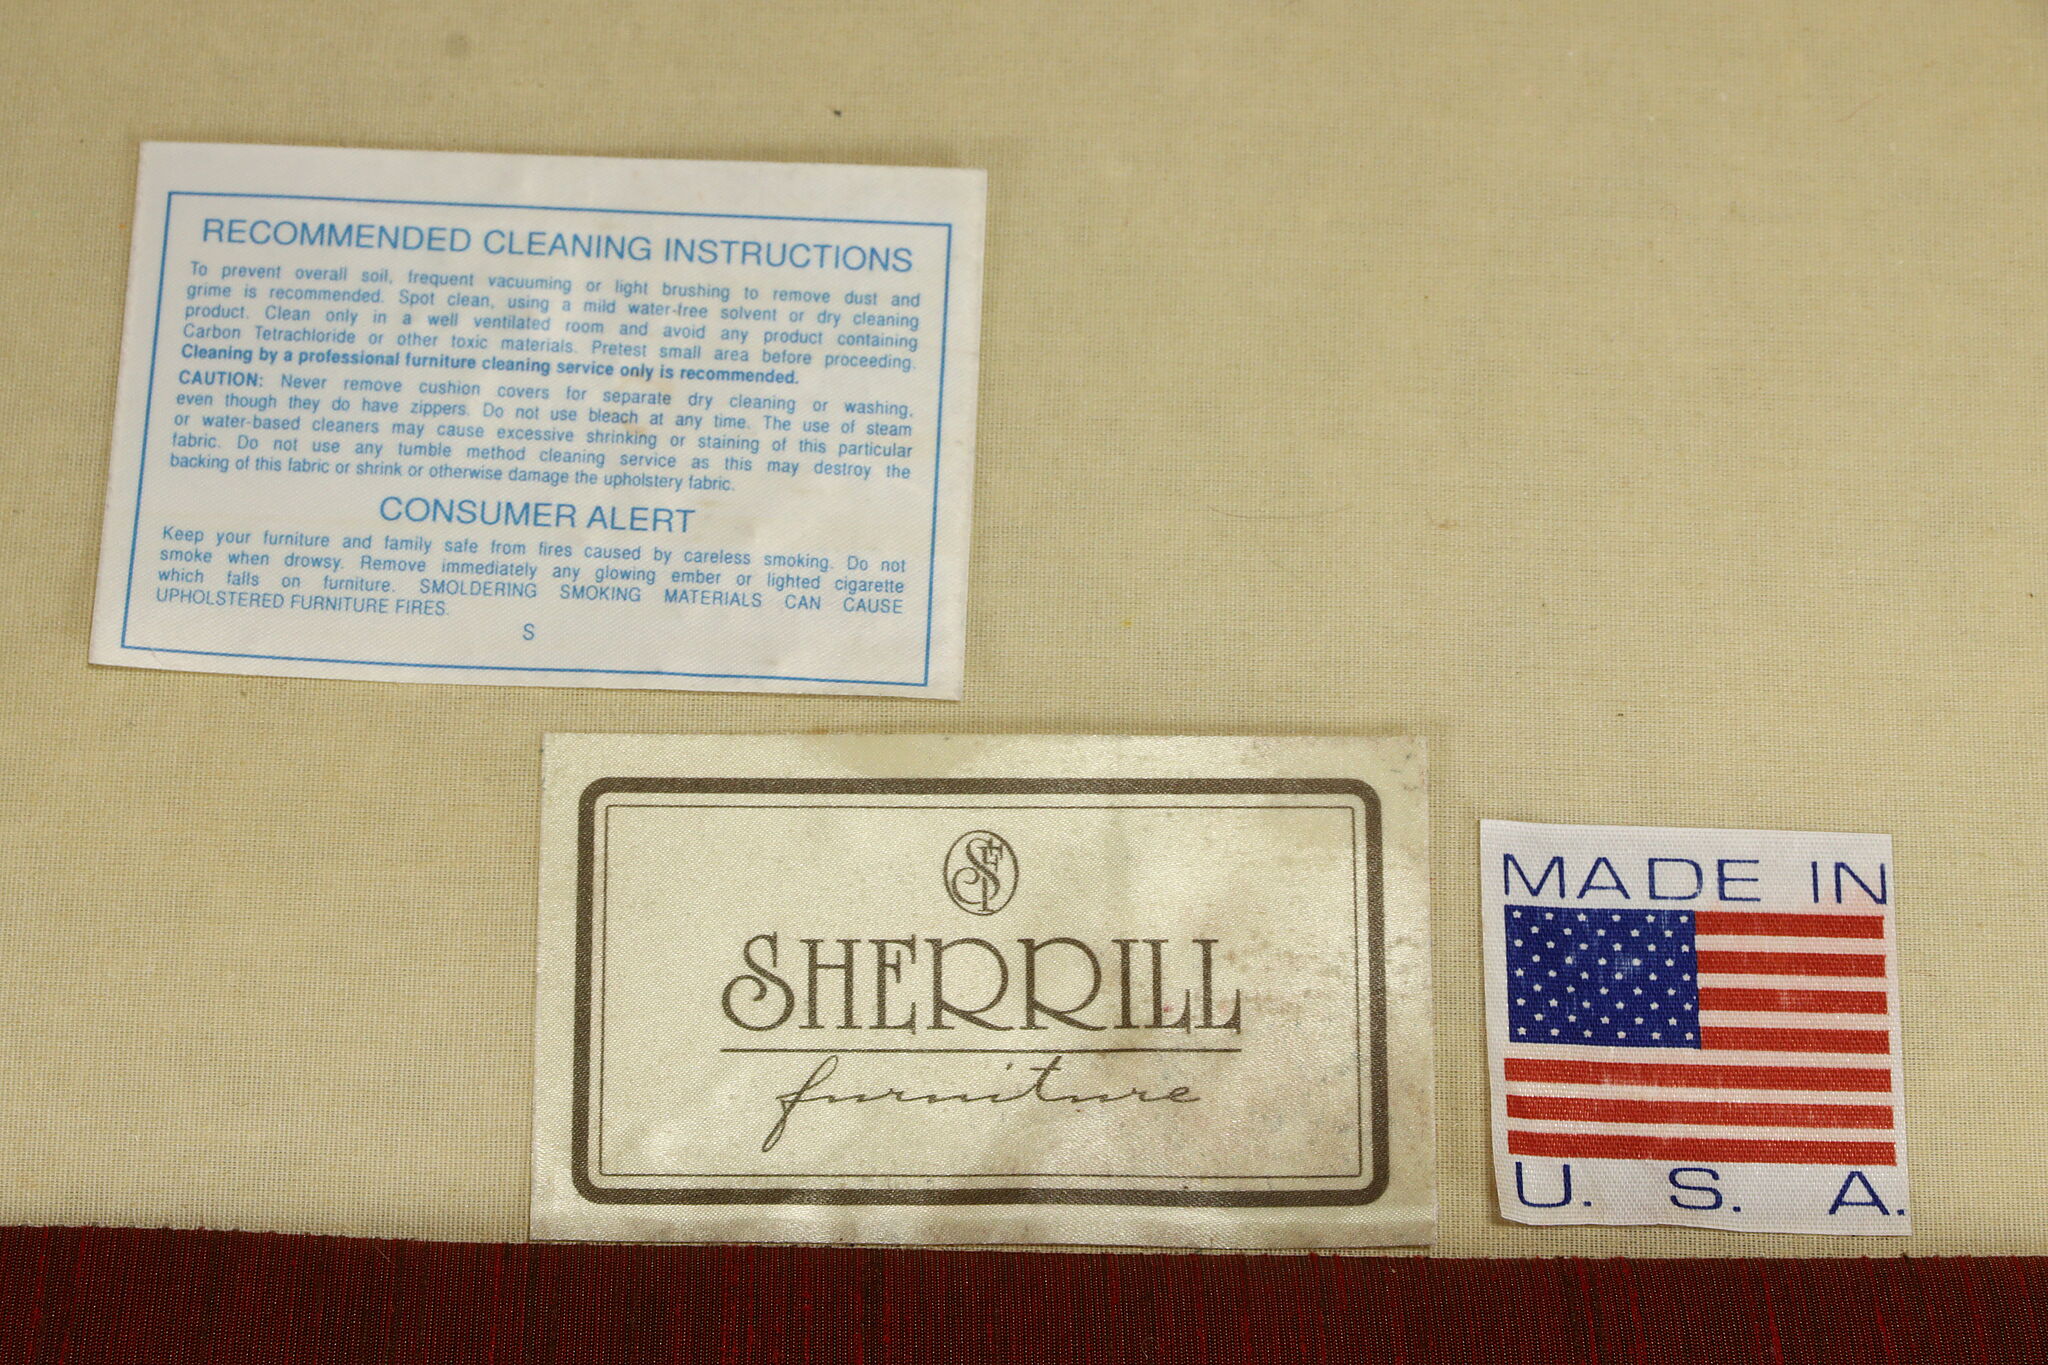 RECOMMENDED CLEANING INSTRUCTIONS
To prevent overall soil, frequent vacuuming or light brushing to remove dust and
grime is recommended. Spot clean, using a mild water-free solvent or dry cleaning
product. Clean only in a well ventilated room and avoid any product containing
Carbon Tetrachloride or other toxic materials. Pretest small area before proceeding.
Cleaning by a professional furniture cleaning service only is recommended.
CAUTION: Never remove cushion covers for separate dry cleaning or washing,
even though they do have zippers. Do not use bleach at any time. The use of steam
or water-based cleaners may cause excessive shrinking or staining of this particular
fabric. Do not use any tumble method cleaning service as this may destroy the
backing of this fabric or shrink or otherwise damage the upholstery fabric.
CONSUMER ALERT
Keep your furniture and family safe from fires caused by careless smoking. Do not
smoke when drowsy. Remove immediately any glowing ember or lighted cigarette
which falls on furniture. SMOLDERING SMOKING MATERIALS CAN CAUSE
UPHOLSTERED FURNITURE FIRES.
S
SF
SHERRILL
furniture
MADE IN
U. S. A.